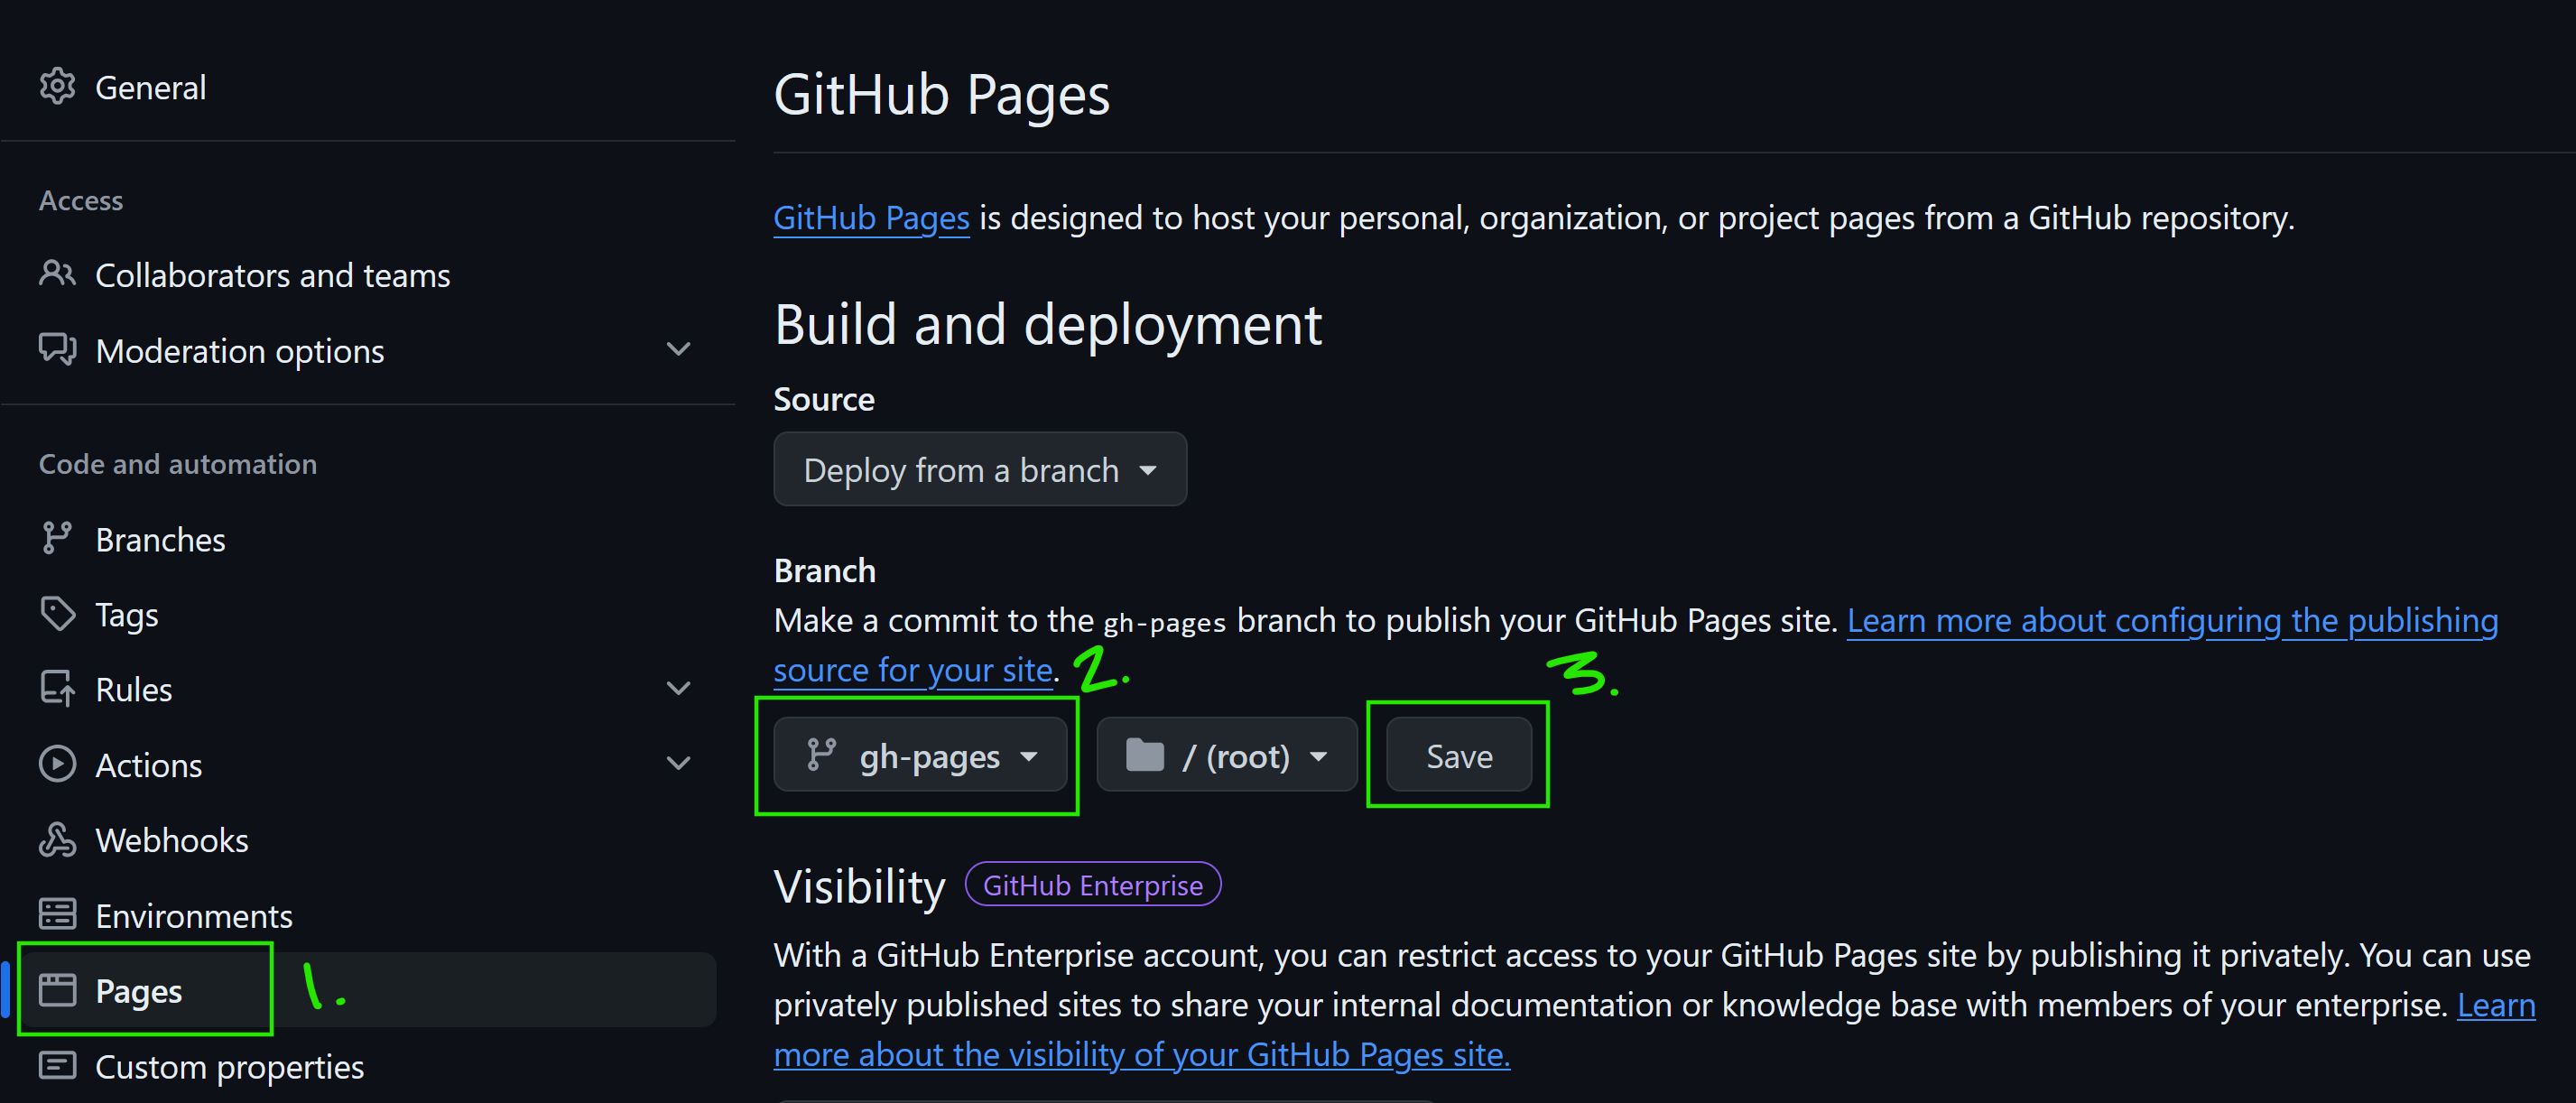 General
Access
Collaborators and teams
Moderation options
Code and automation
Branches
Tags
Rules
Actions
Webhooks
Environments
Pages
1.
Custom properties
GitHub Pages
GitHub Pages is designed to host your personal, organization, or project pages from a GitHub repository.
Build and deployment
Source
Deploy from a branch
Branch
Make a commit to the gh-pages branch to publish your GitHub Pages site. Learn more about configuring the publishing
source for your site.
2.
3.
gh-pages
/ (root)
Save
Visibility GitHub Enterprise
With a GitHub Enterprise account, you can restrict access to your GitHub Pages site by publishing it privately. You can use
privately published sites to share your internal documentation or knowledge base with members of your enterprise. Learn
more about the visibility of your GitHub Pages site.